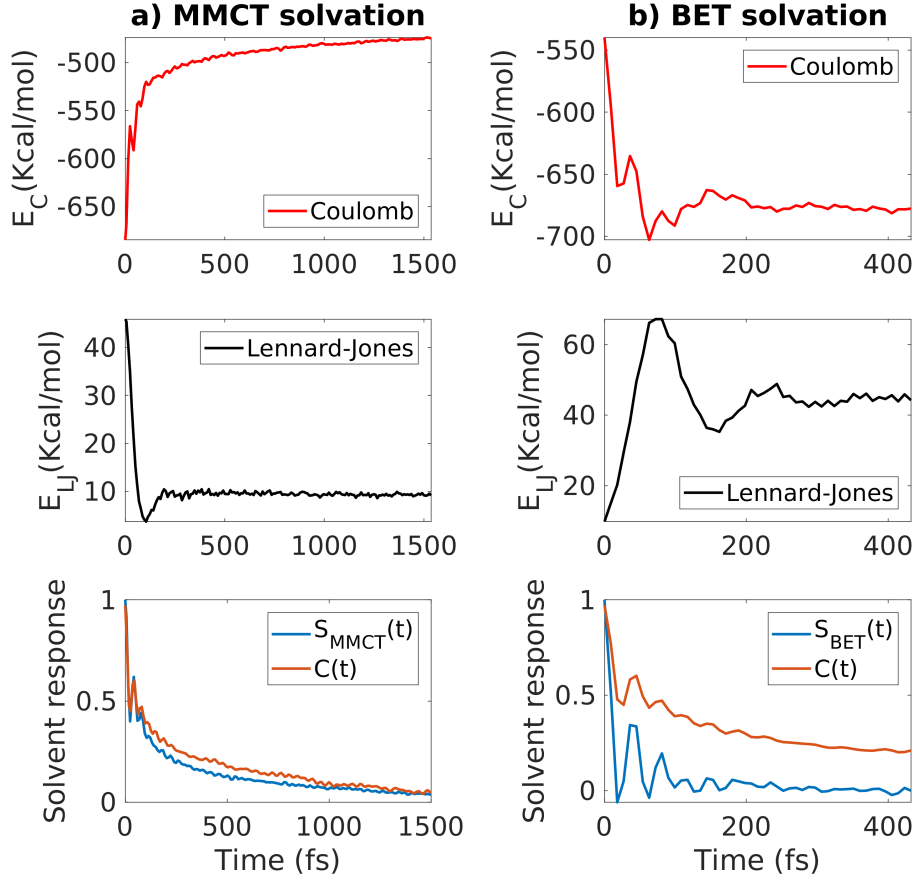 a) MMCT solvation
b) BET solvation
E_C(Kcal/mol)
-500
-550
-600
-650
Coulomb
0
500
1000
1500
E_C(Kcal/mol)
-550
-600
-650
-700
Coulomb
0
200
400
E_LJ(Kcal/mol)
40
30
20
10
Lennard-Jones
0
500
1000
1500
E_LJ(Kcal/mol)
60
40
20
Lennard-Jones
0
200
400
Solvent response
1
0.5
0
S_MMCT(t)
C(t)
0
500
1000
1500
Time (fs)
Solvent response
1
0.5
0
S_BET(t)
C(t)
0
200
400
Time (fs)